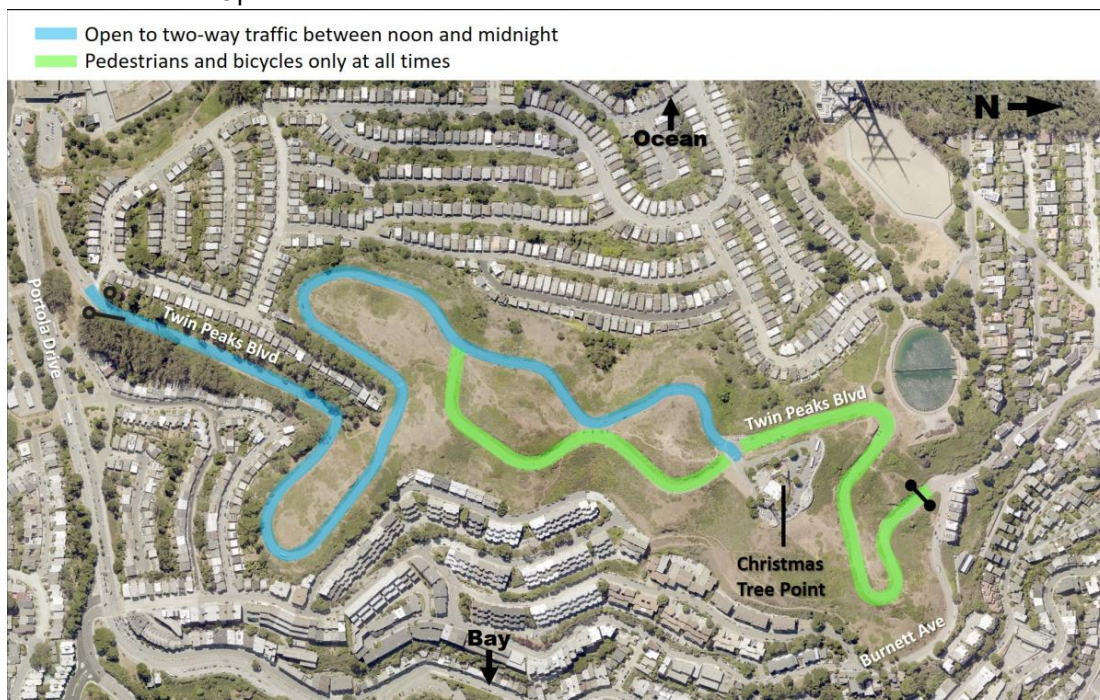 Open to two-way traffic between noon and midnight
Pedestrians and bicycles only at all times
N
Ocean
Portola Drive
Twin Peaks Blvd
Twin Peaks Blvd
Christmas
Tree Point
Bay
Burnett Ave